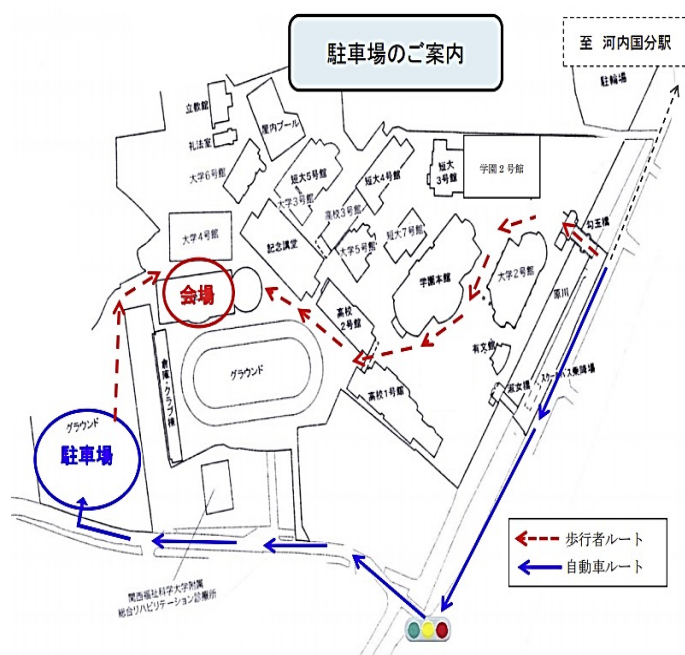 駐車場のご案内
至 河内国分駅
駐輪場
立教館
礼法室
屋内プール
大学6号館
短大5号館
大学3号館
高校3号館
短大4号館
短大
3号館
学園2号館
勾玉橋
大学4号館
記念講堂
大学5号館
短大7号館
学園本館
大学2号館
原川
会場
高校
2号館
有文館
グラウンド
倉庫・クラブ棟
高校1号館
淑女橋
スクールバス乗降場
グラウンド
駐車場
歩行者ルート
自動車ルート
関西福祉科学大学附属
総合リハビリテーション診療所